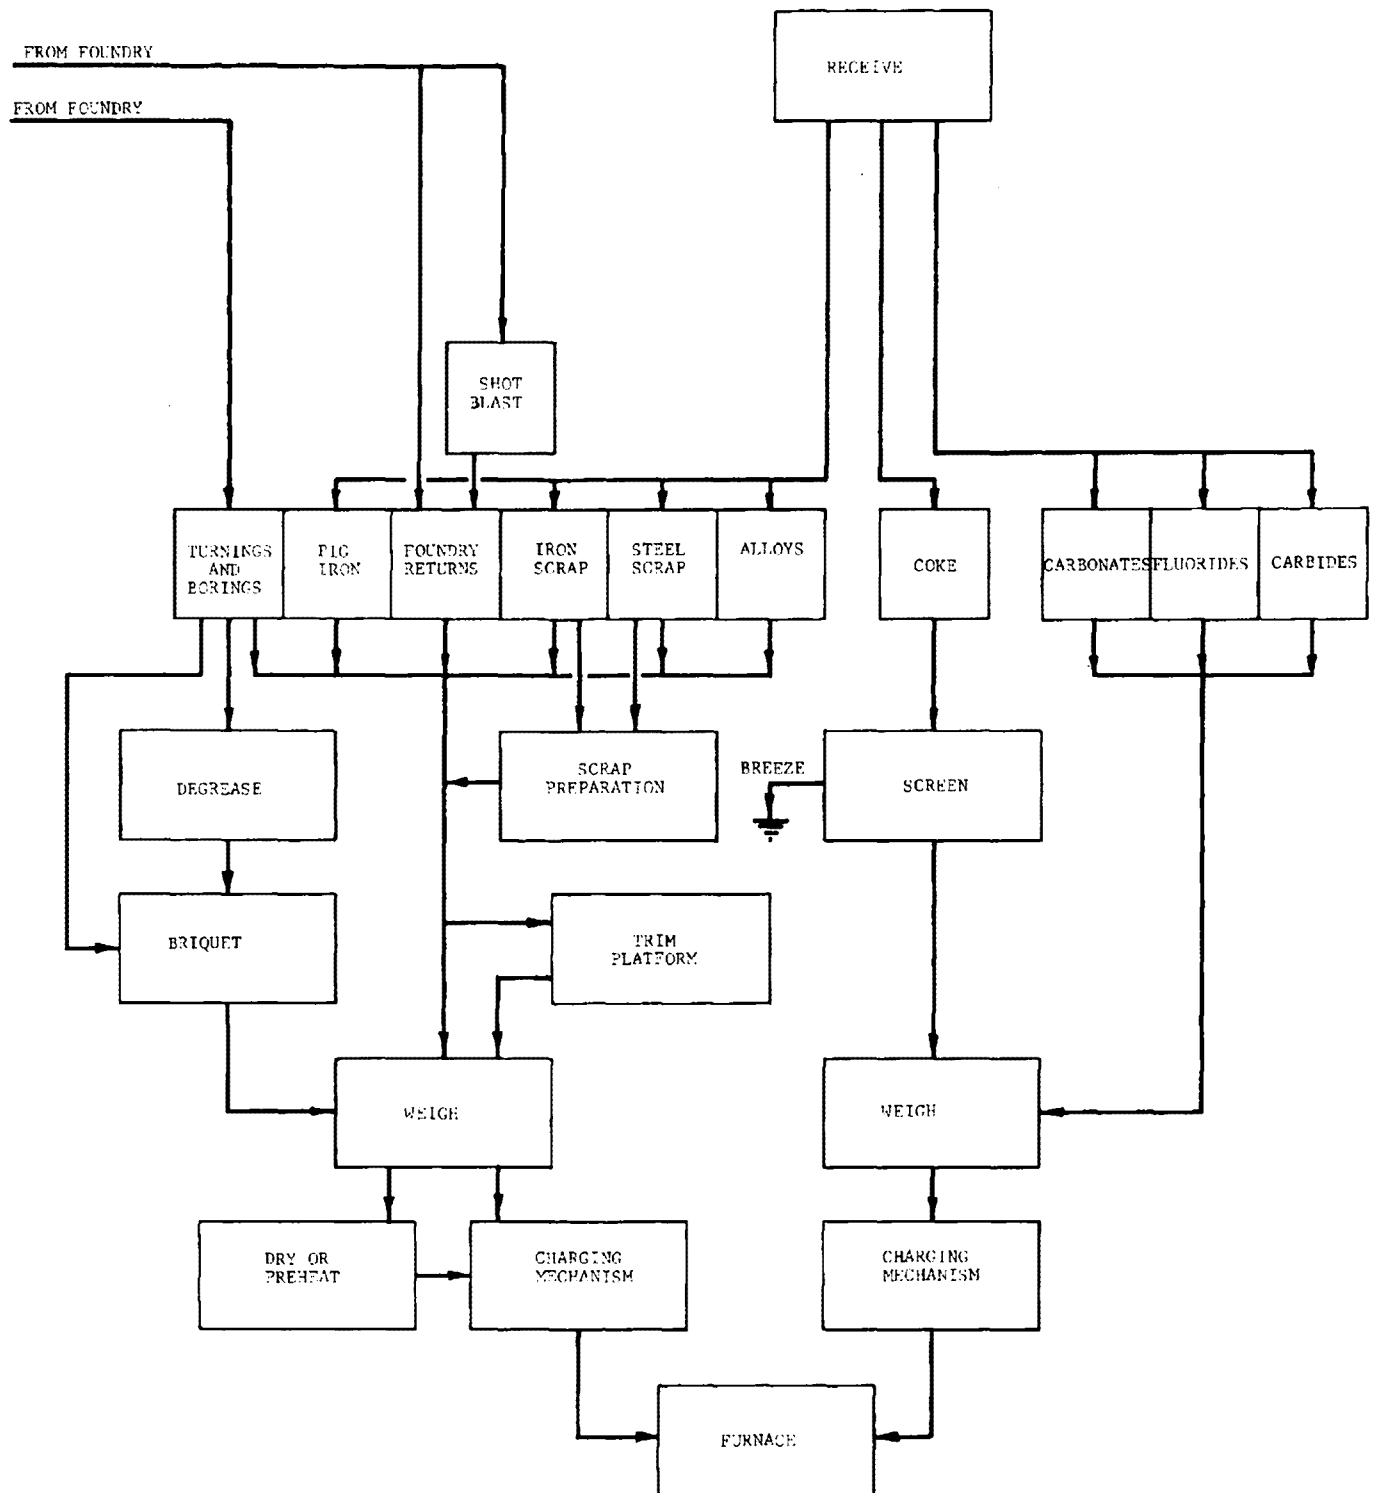 FROM FOUNDRY
RECEIVE
FROM FOUNDRY
SHOT
BLAST
TURNINGS
AND
BORINGS
PIG
IRON
FOUNDRY
RETURNS
IRON
SCRAP
STEEL
SCRAP
ALLOYS
COKE
CARBONATES
FLUORIDES
CARBIDES
DEGREASE
SCRAP
PREPARATION
BREEZE
SCREEN
BRIQUET
TRIM
PLATFORM
WEIGH
WEIGH
DRY OR
PREHEAT
CHARGING
MECHANISM
CHARGING
MECHANISM
FURNACE